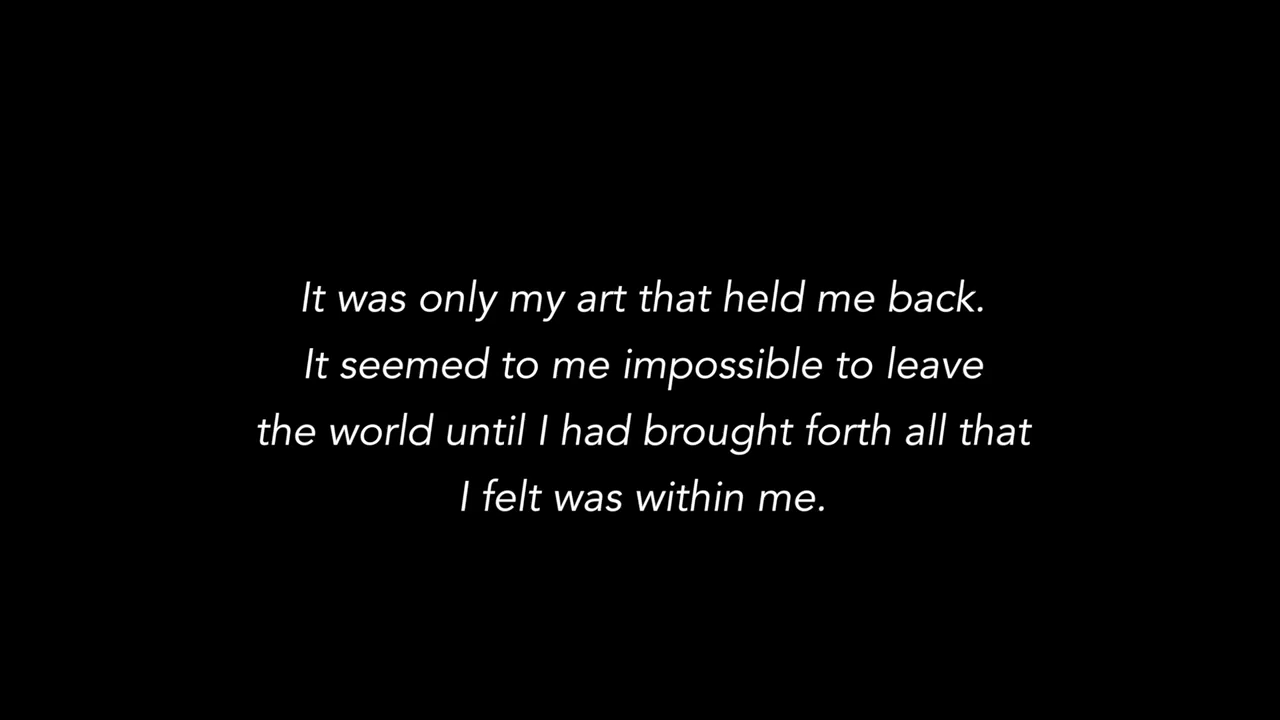 It was only my art that held me back.
It seemed to me impossible to leave
the world until I had brought forth all that
I felt was within me.